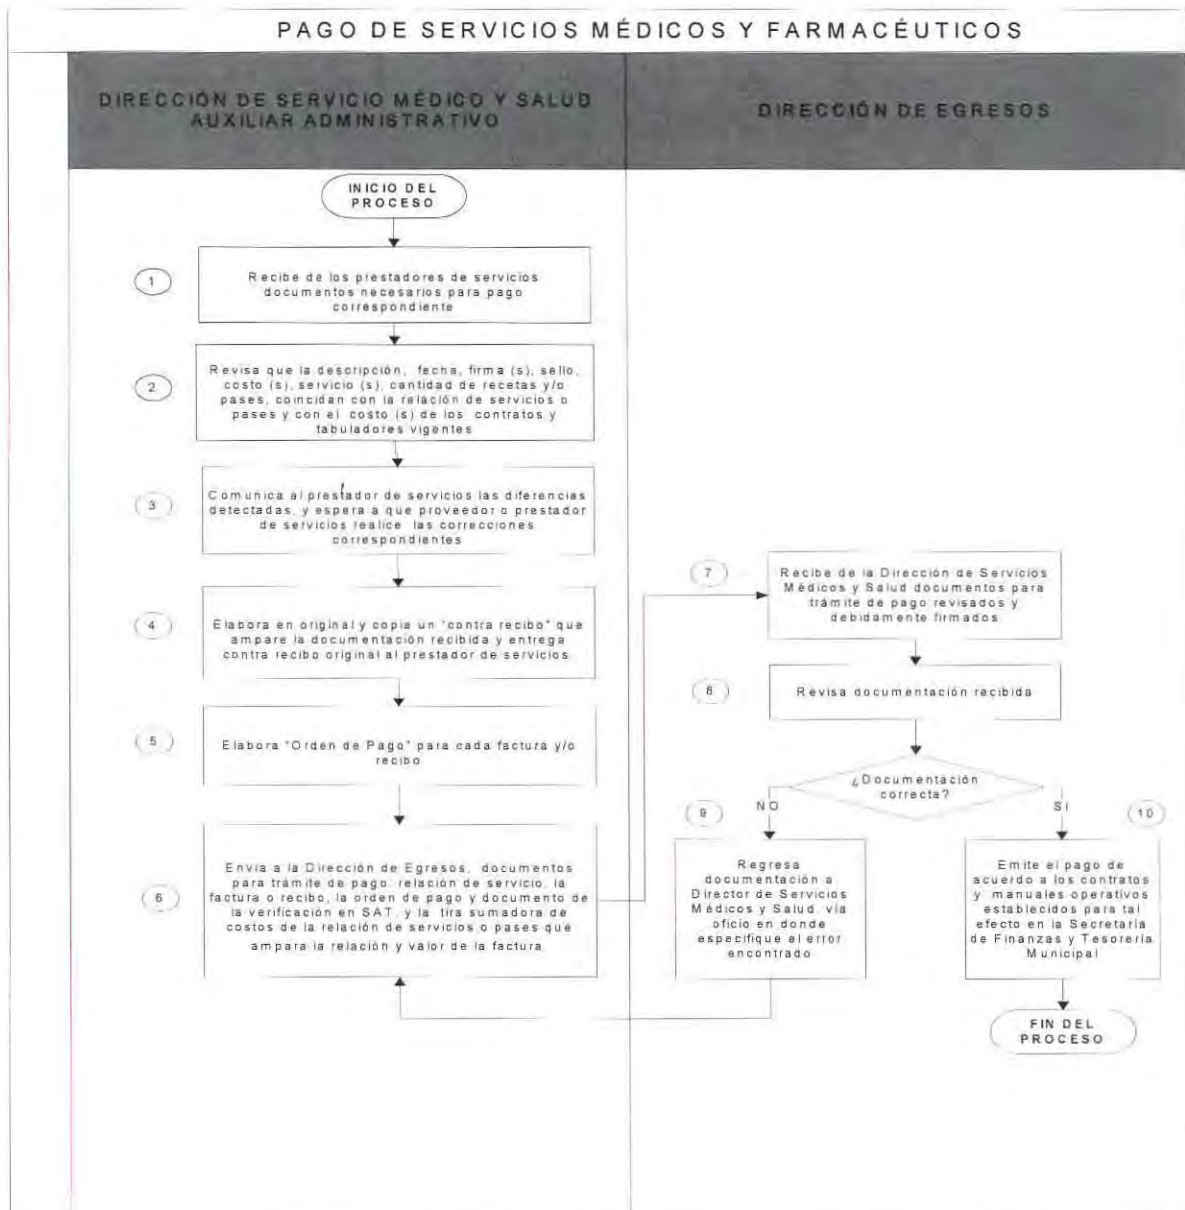 PAGO DE SERVICIOS MÉDICOS Y FARMACÉUTICOS
DIRECCIÓN DE SERVICIO MÉDICO Y SALUD
AUXILIAR ADMINISTRATIVO
DIRECCIÓN DE EGRESOS
INICIO DEL
PROCESO
1
Recibe de los prestadores de servicios
documentos necesarios para pago
correspondiente
2
Revisa que la descripción, fecha, firma (s), sello,
costo (s), servicio (s), cantidad de recetas y/o
pases, coincidan con la relación de servicios o
pases y con el costo (s) de los contratos y
tabuladores vigentes
3
Comunica al prestador de servicios las diferencias
detectadas, y espera a que proveedor o prestador
de servicios realice las correcciones
correspondientes
4
Elabora en original y copia un "contra recibo" que
ampare la documentación recibida y entrega
contra recibo original al prestador de servicios
5
Elabora "Orden de Pago" para cada factura y/o
recibo
6
Envía a la Dirección de Egresos, documentos
para trámite de pago: relación de servicio, la
factura o recibo, la orden de pago y documento de
la verificación en SAT, y la tira sumadora de
costos de la relación de servicios o pases que
ampara la relación y valor de la factura
7
Recibe de la Dirección de Servicios
Médicos y Salud documentos para
trámite de pago revisados y
debidamente firmados
8
Revisa documentación recibida
¿Documentación
correcta?
NO
SI
9
Regresa
documentación a
Director de Servicios
Médicos y Salud, vía
oficio en donde
especifique el error
encontrado
10
Emite el pago de
acuerdo a los contratos
y manuales operativos
establecidos para tal
efecto en la Secretaría
de Finanzas y Tesorería
Municipal
FIN DEL
PROCESO